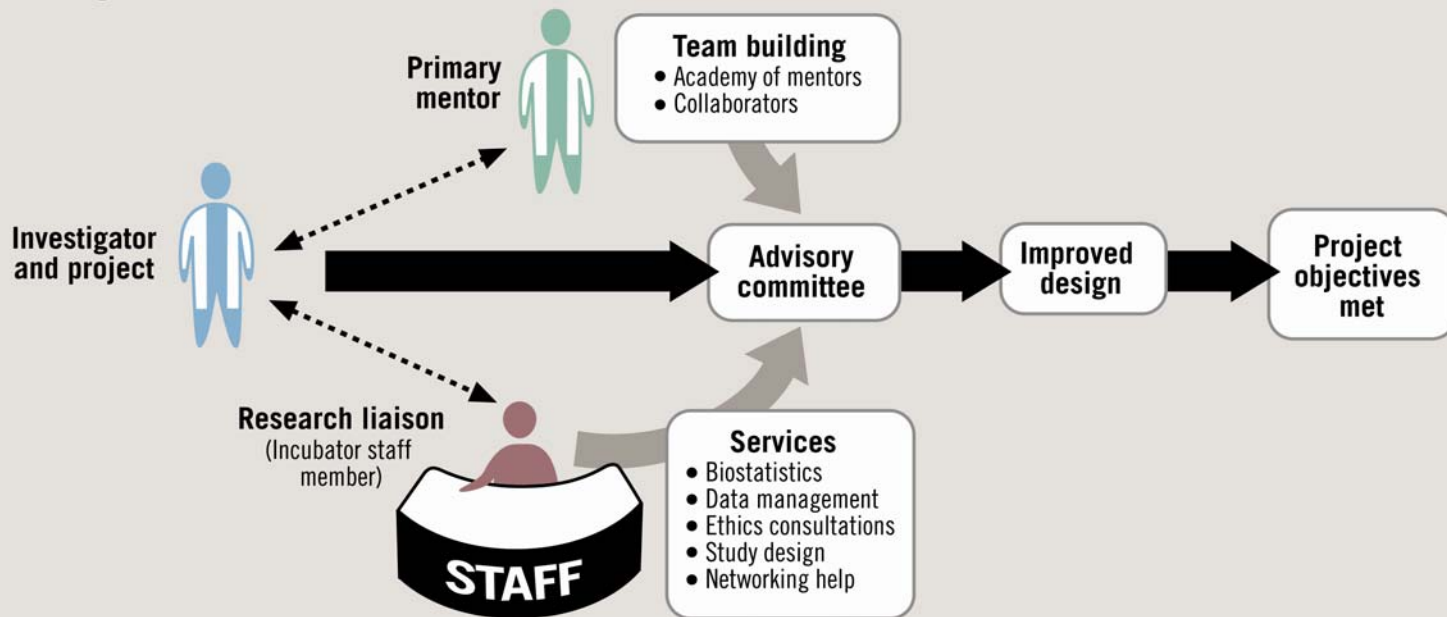 Primary
mentor
Team building
• Academy of mentors
• Collaborators
Investigator
and project
Advisory
committee
Improved
design
Project
objectives
met
Research liaison
(Incubator staff
member)
STAFF
Services
• Biostatistics
• Data management
• Ethics consultations
• Study design
• Networking help